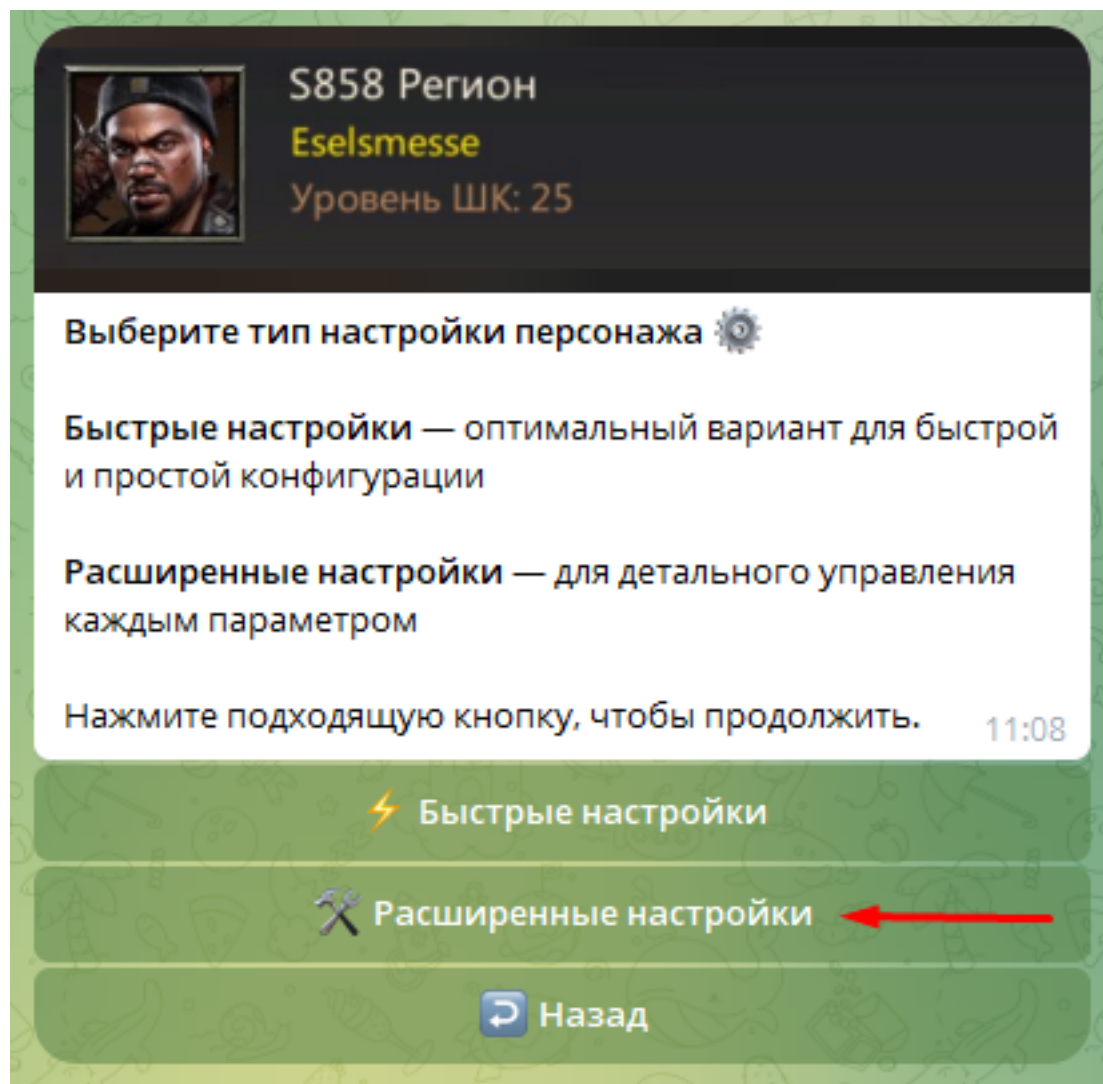 S858 Регион
Eselsmesse
Уровень ШК: 25
Выберите тип настройки персонажа
Быстрые настройки — оптимальный вариант для быстрой
и простой конфигурации
Расширенные настройки — для детального управления
каждым параметром
Нажмите подходящую кнопку, чтобы продолжить.
11:08
Быстрые настройки
Расширенные настройки
Назад